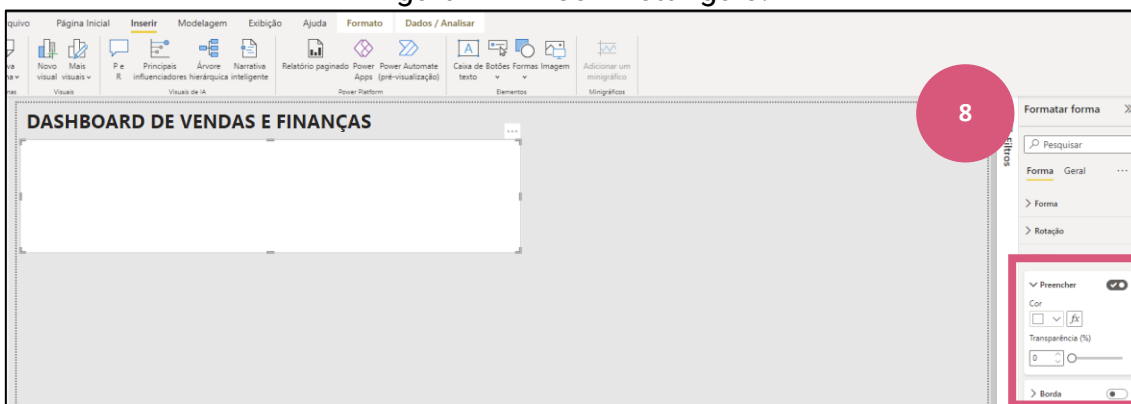 Página Inicial Inserir Modelagem Exibição Ajuda Formato Dados / Analisar
Novo visual
Mais visuais
P e R
Principais influenciadores
Árvore hierárquica
Narrativa inteligente
Relatório paginado
Power Apps
Power Automate (pré-visualização)
Caixa de texto
Botões
Formas
Imagem
Adicionar um minigráfico
Visuais
Visuais de IA
Power Platform
Elementos
Minigráficos
DASHBOARD DE VENDAS E FINANÇAS
...
8
Filtros
Formatar forma
Pesquisar
Forma Geral ...
Forma
Rotação
Preencher
Cor
fx
Transparência (%)
0
Borda